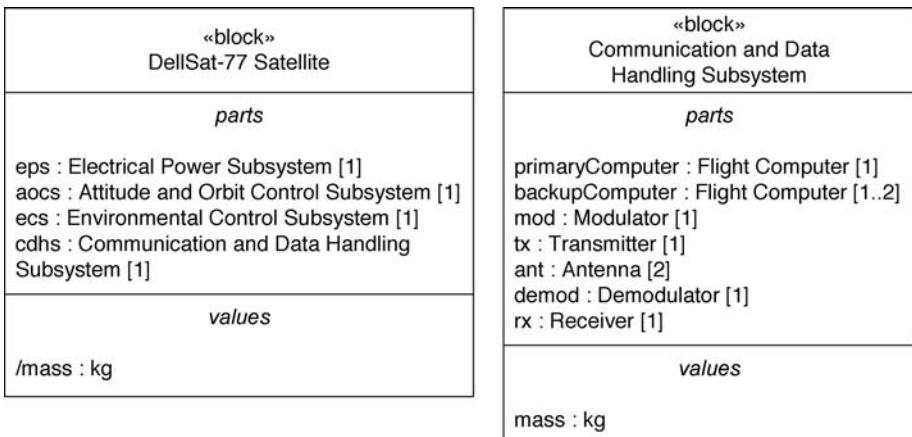 «block»
DellSat-77 Satellite
parts
eps : Electrical Power Subsystem [1]
aocs : Attitude and Orbit Control Subsystem [1]
ecs : Environmental Control Subsystem [1]
cdhs : Communication and Data Handling
Subsystem [1]
values
/mass : kg
«block»
Communication and Data
Handling Subsystem
parts
primaryComputer : Flight Computer [1]
backupComputer : Flight Computer [1..2]
mod : Modulator [1]
tx : Transmitter [1]
ant : Antenna [2]
demod : Demodulator [1]
rx : Receiver [1]
values
mass : kg